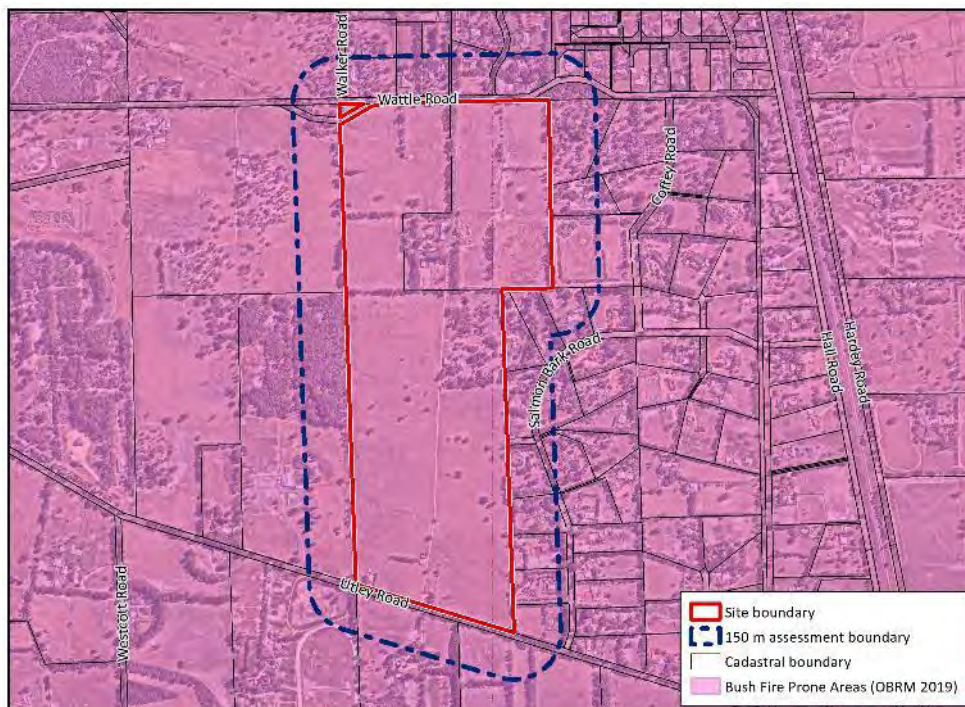 Walker Road
Wattle Road
Coffey Road
Salmon Bark Road
Hall Road
Hardey Road
Utley Road
Westcott Road
Site boundary
150 m assessment boundary
Cadastral boundary
Bush Fire Prone Areas (OBRM 2019)